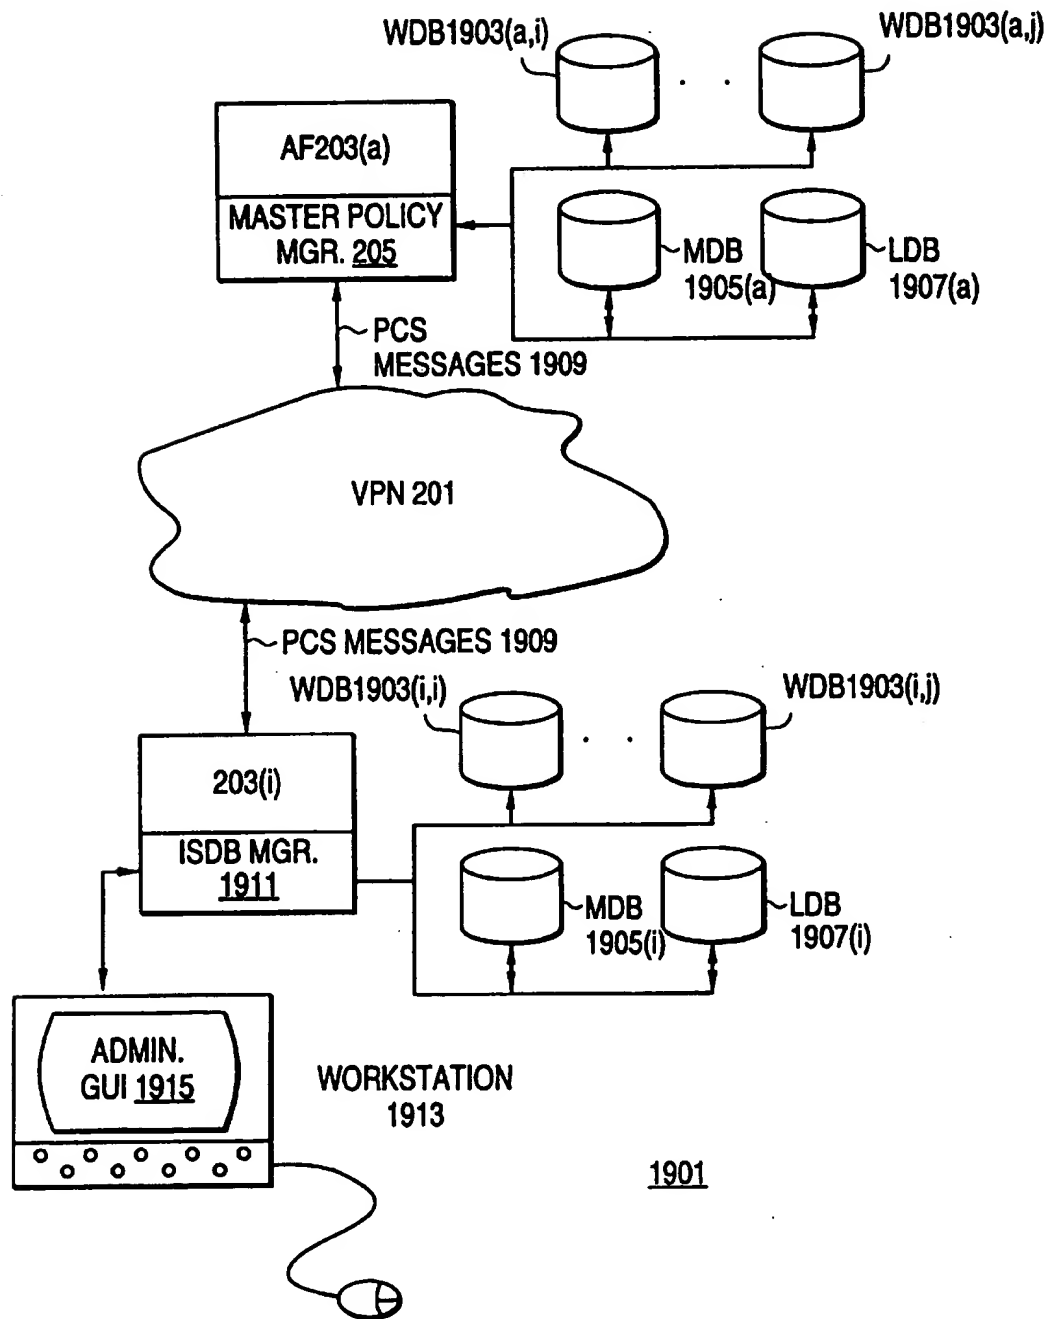 WDB1903(a,i)
WDB1903(a,j)
AF203(a)
MASTER POLICY
MGR. 205
MDB
1905(a)
LDB
1907(a)
PCS
MESSAGES 1909
VPN 201
PCS MESSAGES 1909
WDB1903(i,i)
WDB1903(i,j)
203(i)
ISDB MGR.
1911
MDB
1905(i)
LDB
1907(i)
ADMIN.
GUI 1915
WORKSTATION
1913
1901